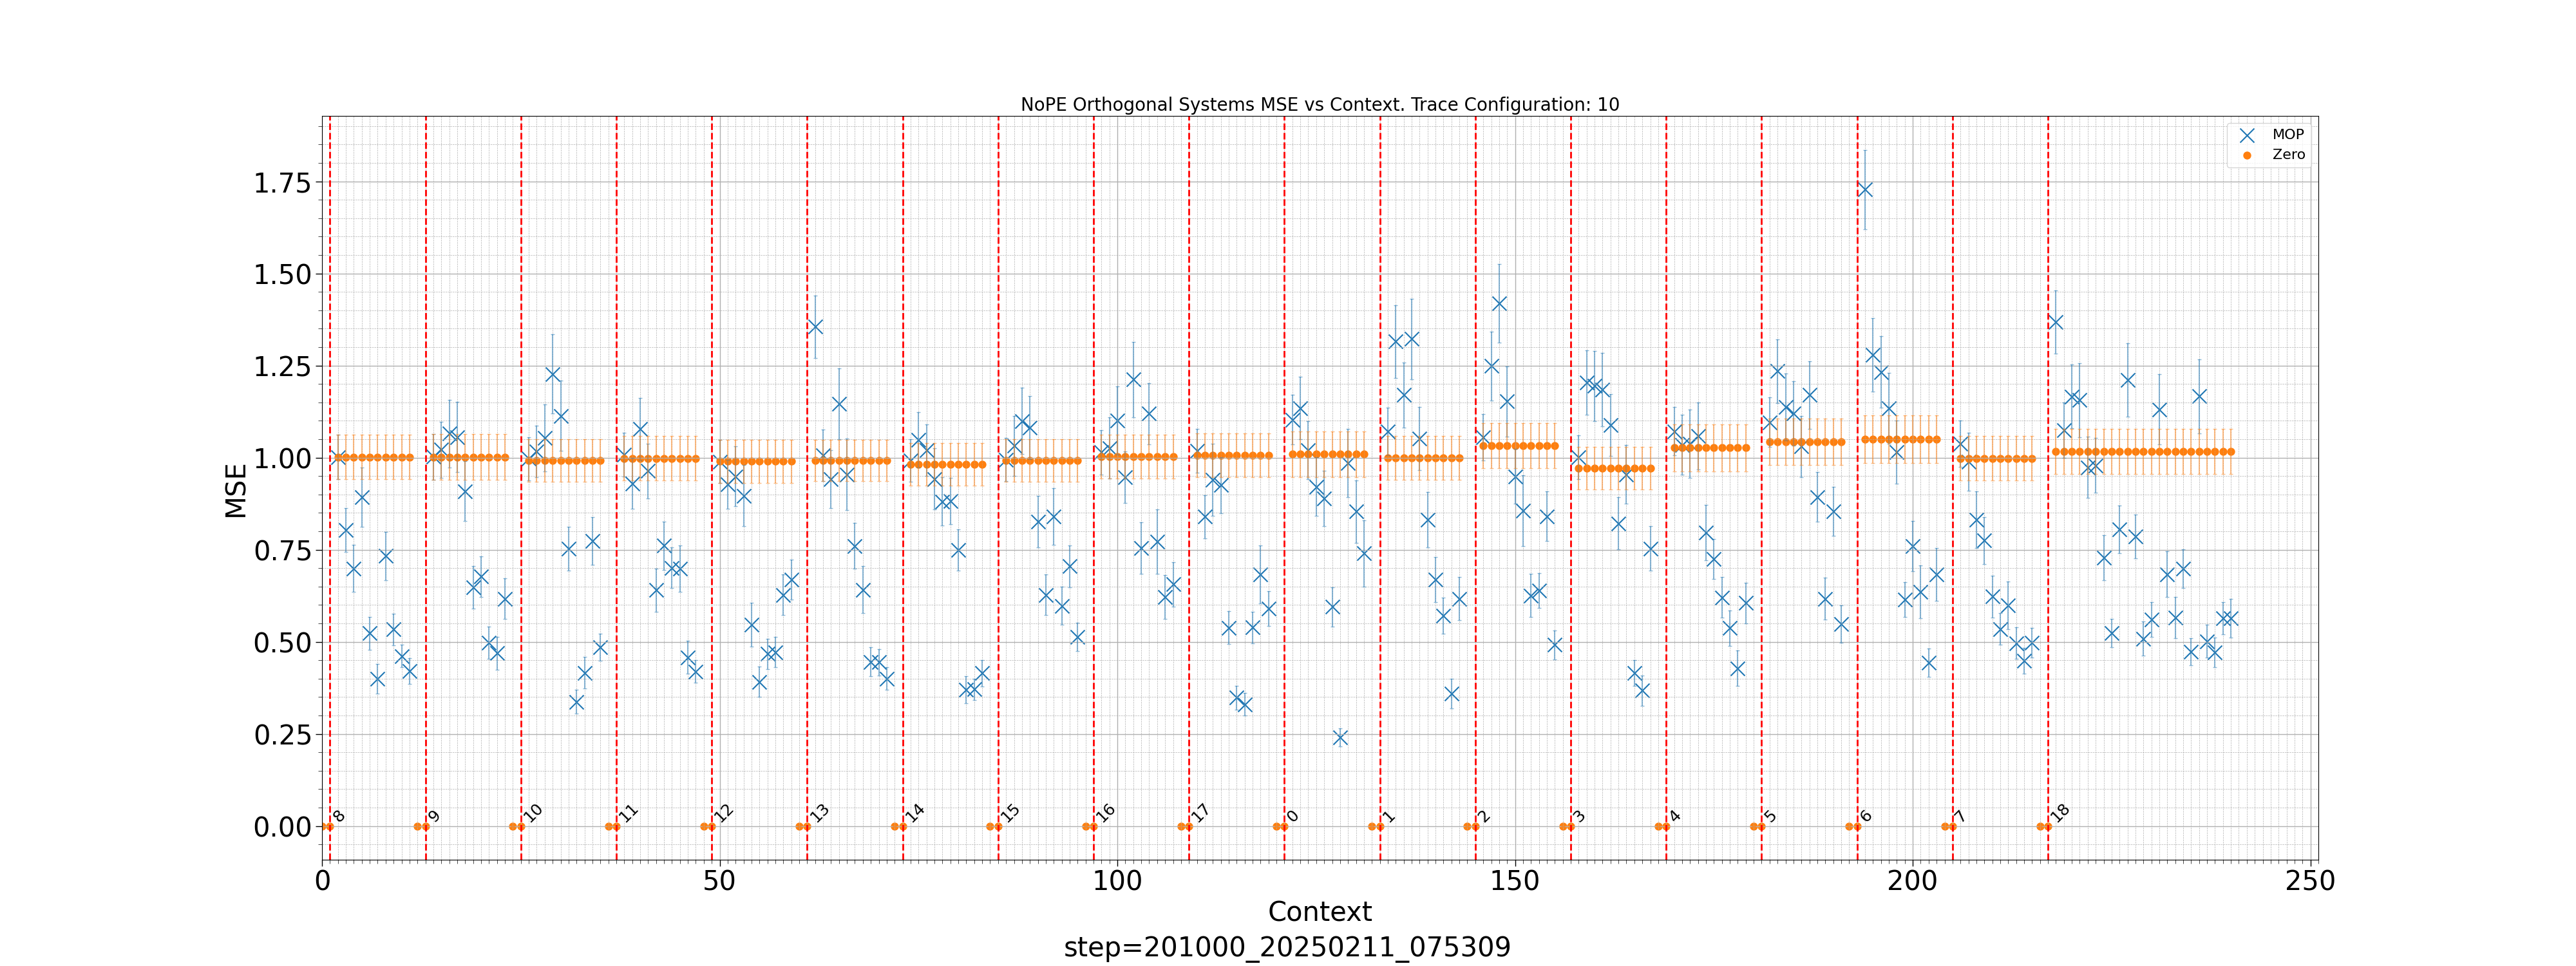 NoPE Orthogonal Systems MSE vs Context. Trace Configuration: 10
MOP
Zero
1.75
1.50
1.25
1.00
0.75
0.50
0.25
0.00
MSE
8 9 10 11 12 13 14 15 16 17 0 1 2 3 4 5 6 7 18
0 50 100 150 200 250
Context
step=201000_20250211_075309